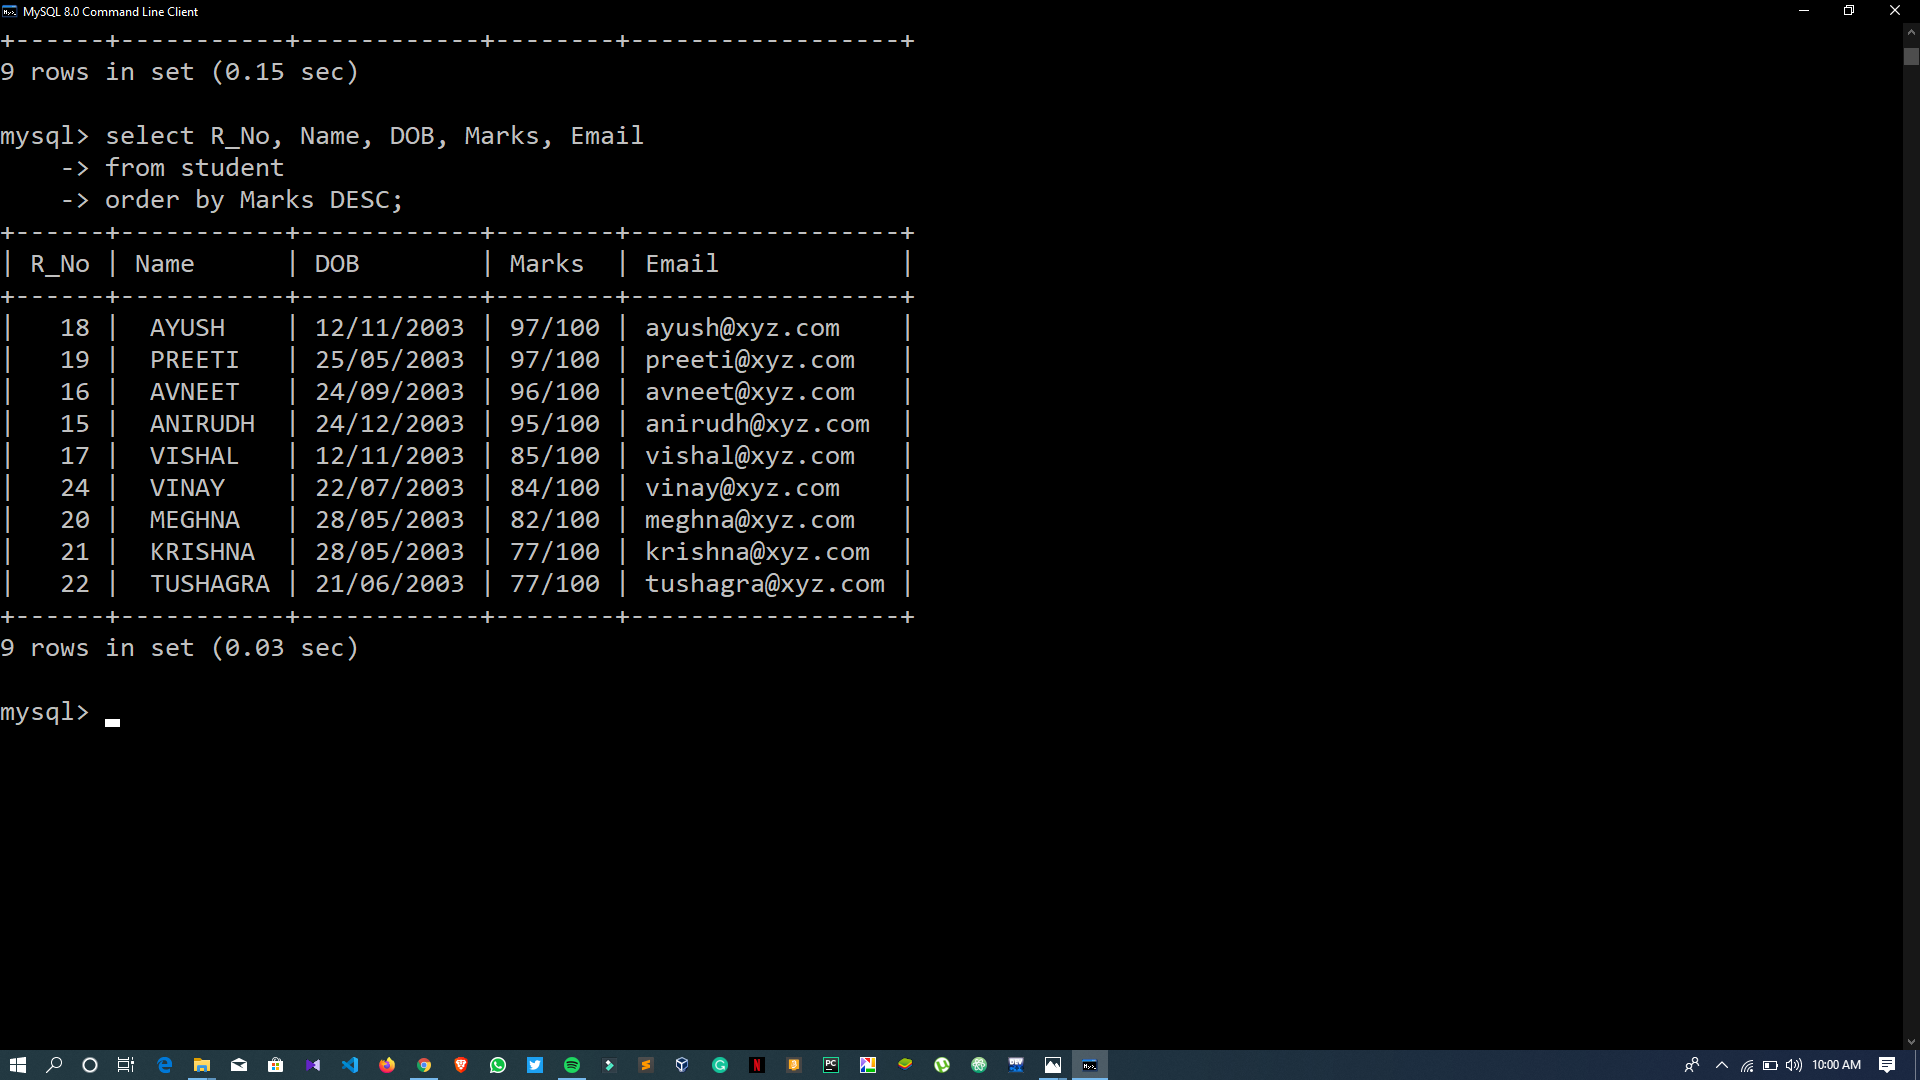 MySQL 8.0 Command Line Client
+------+-----------+------------+--------+------------------+
9 rows in set (0.15 sec)
mysql> select R_No, Name, DOB, Marks, Email
    -> from student
    -> order by Marks DESC;
+------+-----------+------------+--------+------------------+
| R_No | Name      | DOB        | Marks  | Email            |
+------+-----------+------------+--------+------------------+
|   18 |  AYUSH    | 12/11/2003 | 97/100 | ayush@xyz.com    |
|   19 |  PREETI   | 25/05/2003 | 97/100 | preeti@xyz.com   |
|   16 |  AVNEET   | 24/09/2003 | 96/100 | avneet@xyz.com   |
|   15 |  ANIRUDH  | 24/12/2003 | 95/100 | anirudh@xyz.com  |
|   17 |  VISHAL   | 12/11/2003 | 85/100 | vishal@xyz.com   |
|   24 |  VINAY    | 22/07/2003 | 84/100 | vinay@xyz.com    |
|   20 |  MEGHNA   | 28/05/2003 | 82/100 | meghna@xyz.com   |
|   21 |  KRISHNA  | 28/05/2003 | 77/100 | krishna@xyz.com  |
|   22 |  TUSHAGRA | 21/06/2003 | 77/100 | tushagra@xyz.com |
+------+-----------+------------+--------+------------------+
9 rows in set (0.03 sec)
mysql>
10:00 AM